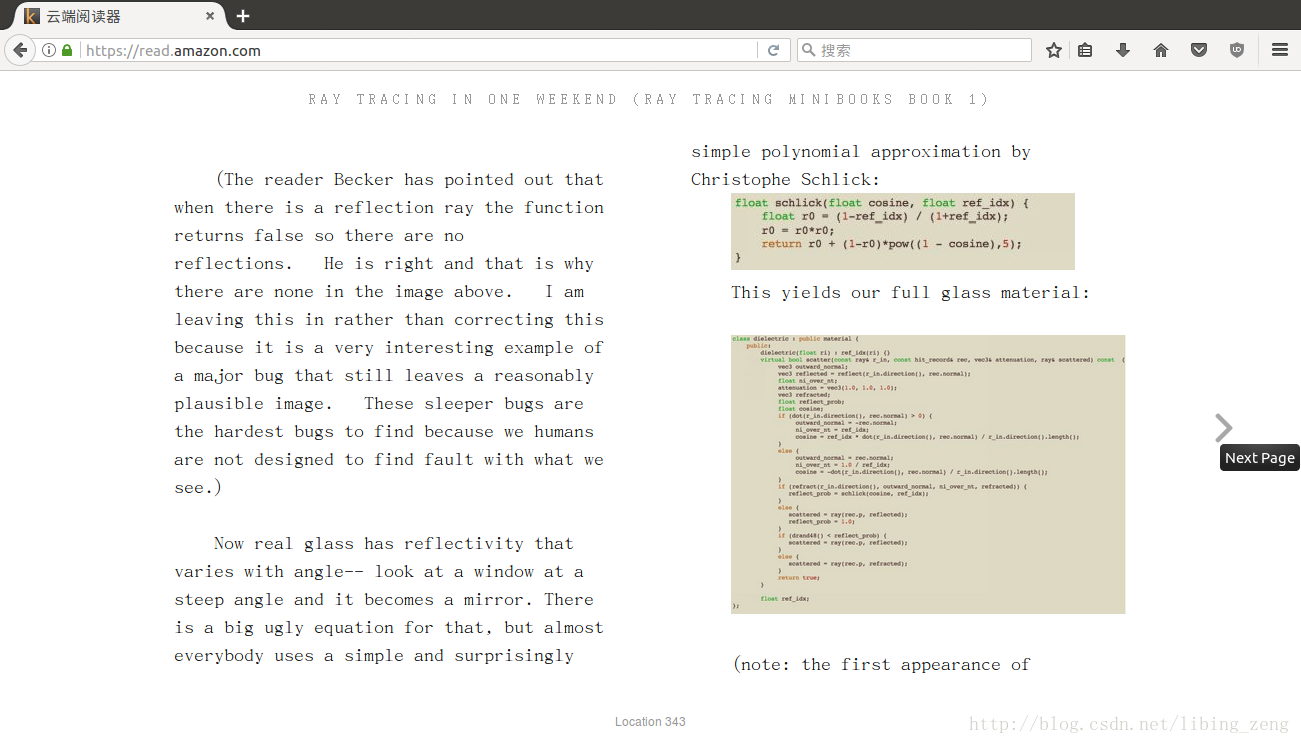 云端阅读器
https://read.amazon.com
搜索
RAY TRACING IN ONE WEEKEND (RAY TRACING MINIBOOKS BOOK 1)
(The reader Becker has pointed out that
when there is a reflection ray the function
returns false so there are no
reflections. He is right and that is why
there are none in the image above. I am
leaving this in rather than correcting this
because it is a very interesting example of
a major bug that still leaves a reasonably
plausible image. These sleeper bugs are
the hardest bugs to find because we humans
are not designed to find fault with what we
see.)
Now real glass has reflectivity that
varies with angle-- look at a window at a
steep angle and it becomes a mirror. There
is a big ugly equation for that, but almost
everybody uses a simple and surprisingly
simple polynomial approximation by
Christophe Schlick:
float schlick(float cosine, float ref_idx) {
float r0 = (1-ref_idx) / (1+ref_idx);
r0 = r0*r0;
return r0 + (1-r0)*pow((1 - cosine),5);
}
This yields our full glass material:
class dielectric : public material {
public:
dielectric(float ri) : ref_idx(ri) {}
virtual bool scatter(const ray& r_in, const hit_record& rec, vec3& attenuation, ray& scattered) const {
vec3 outward_normal;
vec3 reflected = reflect(r_in.direction(), rec.normal);
float ni_over_nt;
attenuation = vec3(1.0, 1.0, 1.0);
vec3 refracted;
float reflect_prob;
float cosine;
if (dot(r_in.direction(), rec.normal) > 0) {
outward_normal = -rec.normal;
ni_over_nt = ref_idx;
cosine = ref_idx * dot(r_in.direction(), rec.normal) / r_in.direction().length();
}
else {
outward_normal = rec.normal;
ni_over_nt = 1.0 / ref_idx;
cosine = -dot(r_in.direction(), rec.normal) / r_in.direction().length();
}
if (refract(r_in.direction(), outward_normal, ni_over_nt, refracted)) {
reflect_prob = schlick(cosine, ref_idx);
}
else {
scattered = ray(rec.p, reflected);
reflect_prob = 1.0;
}
if (drand48() < reflect_prob) {
scattered = ray(rec.p, reflected);
}
else {
scattered = ray(rec.p, refracted);
}
return true;
}
float ref_idx;
};
(note: the first appearance of
Next Page
Location 343
http://blog.csdn.net/libing_zeng